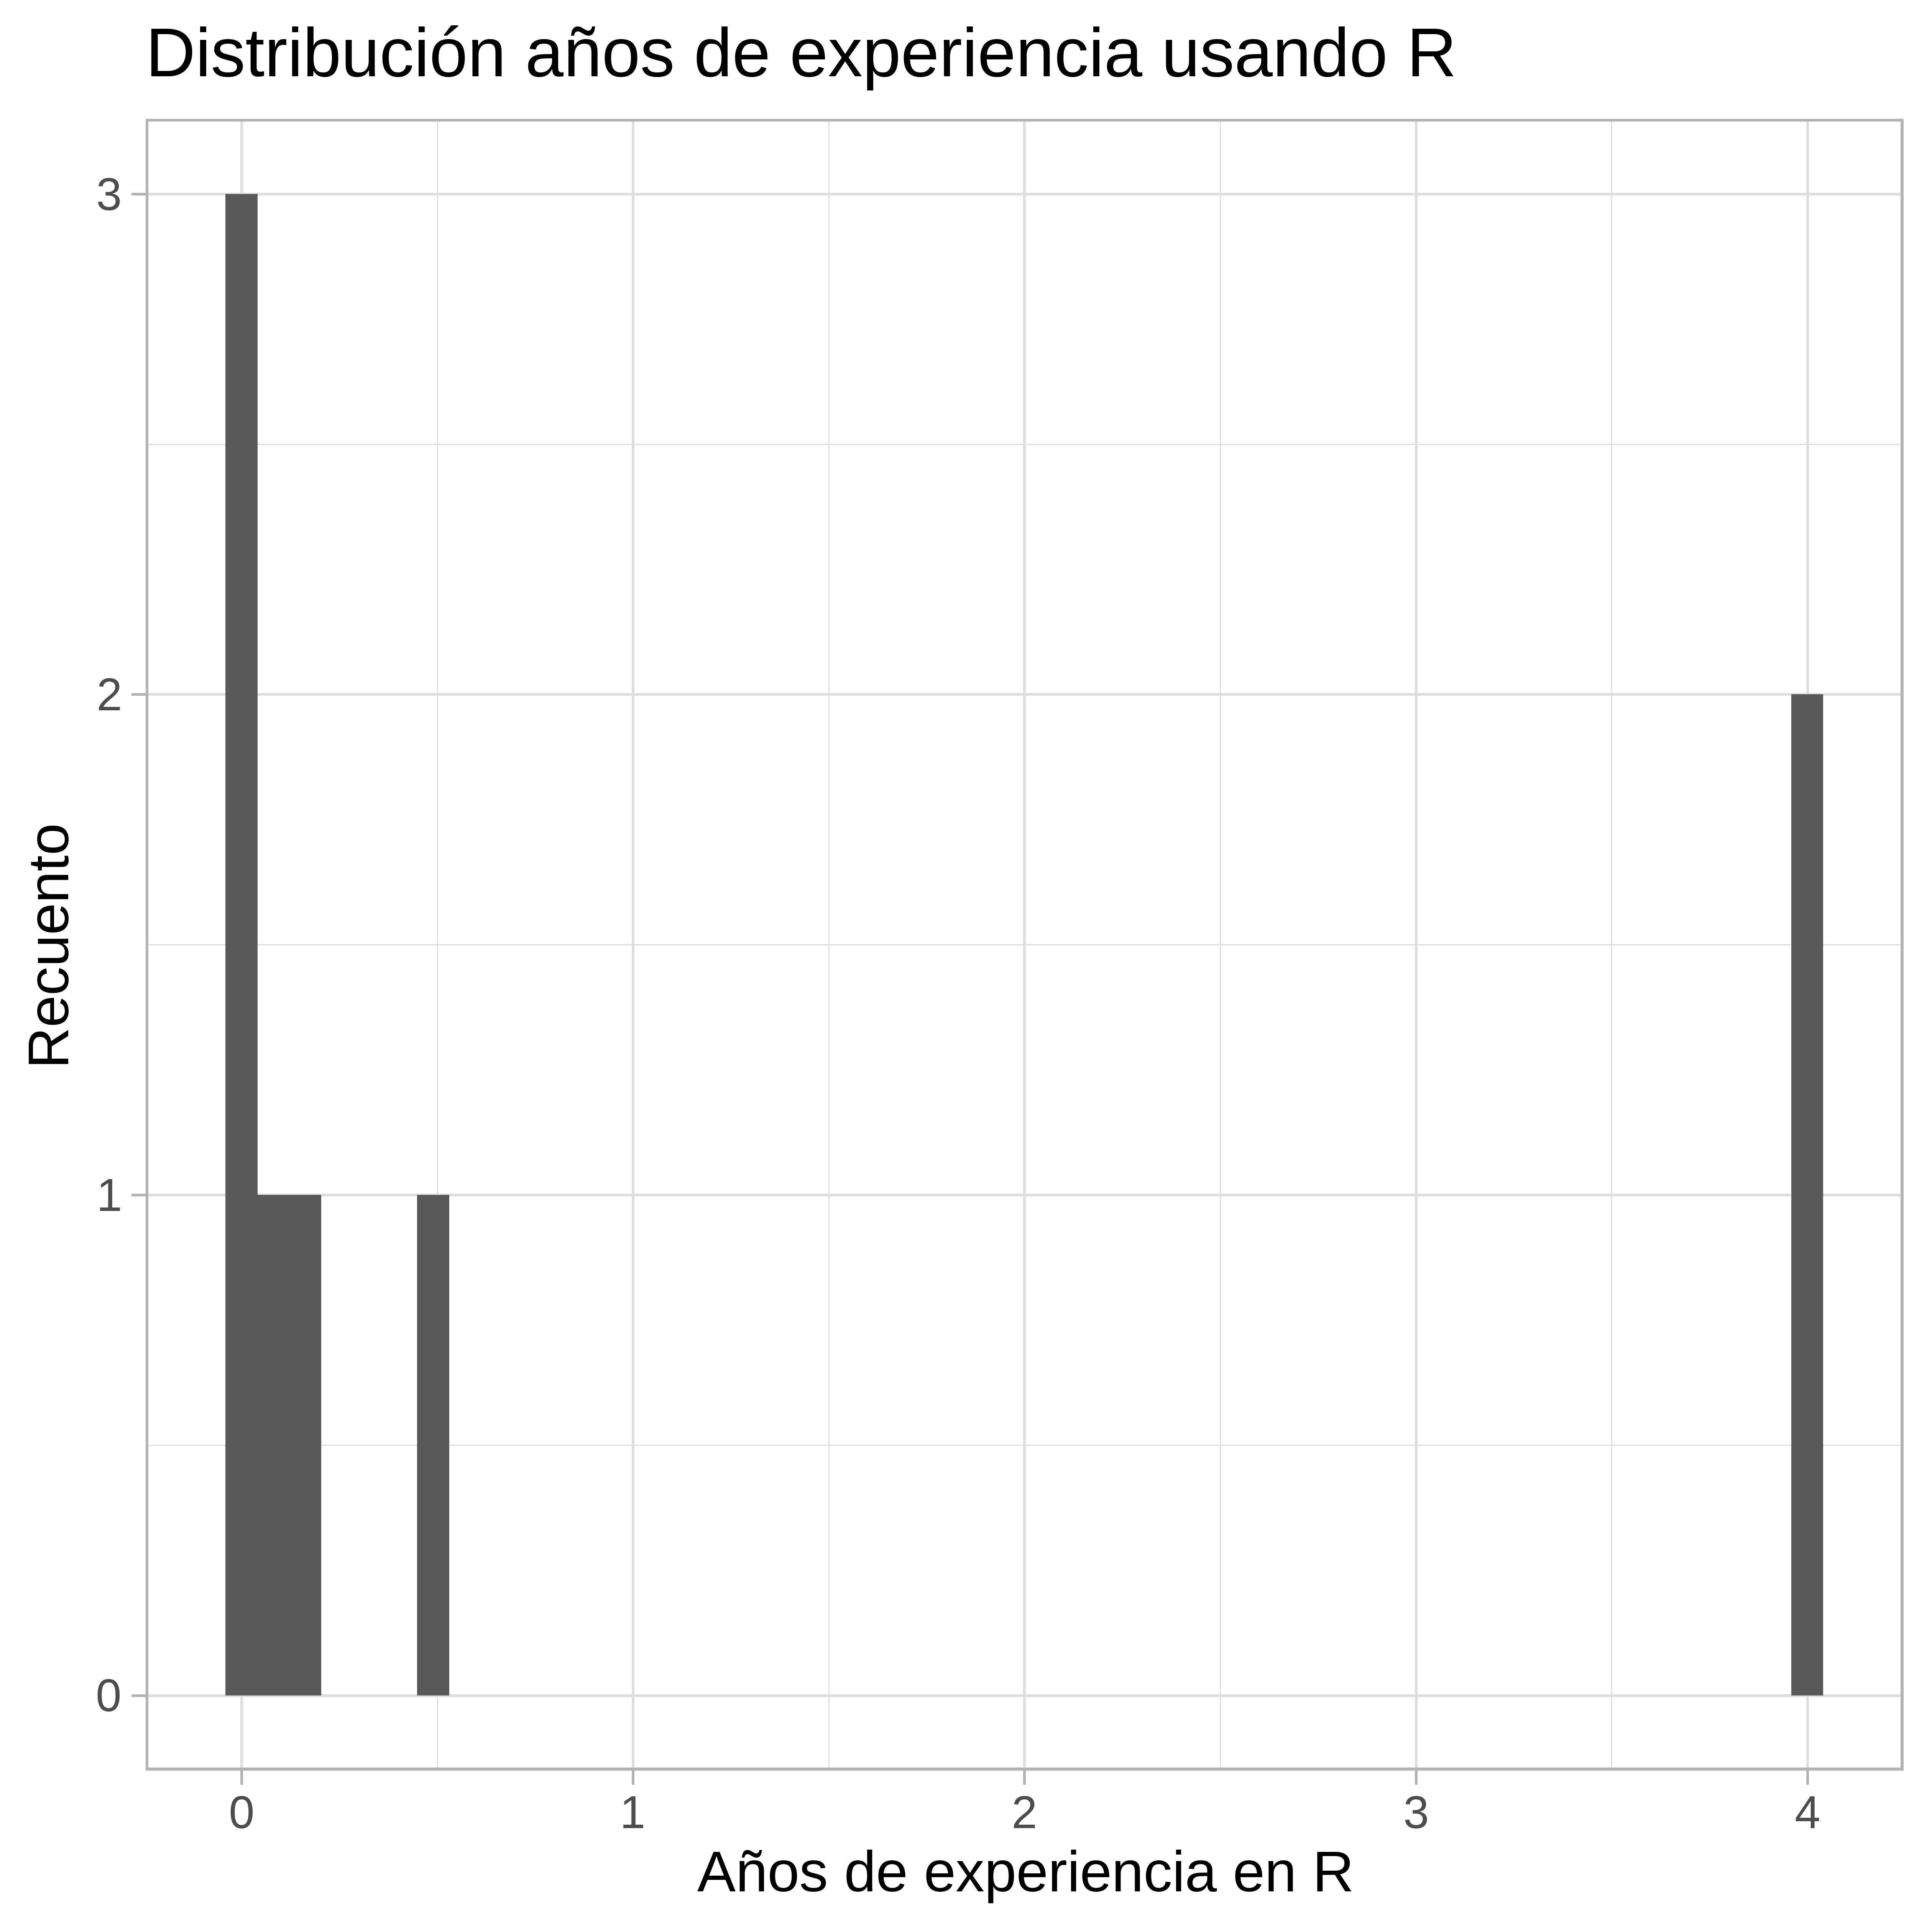 Distribución años de experiencia usando R
3
2
1
0
Recuento
0 1 2 3 4
Años de experiencia en R